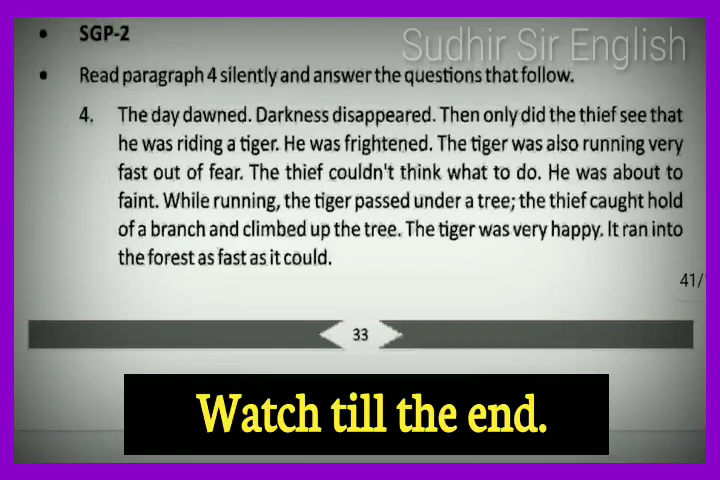 Sudhir Sir English
• SGP-2
• Read paragraph 4 silently and answer the questions that follow.
4. The day dawned. Darkness disappeared. Then only did the thief see that
he was riding a tiger. He was frightened. The tiger was also running very
fast out of fear. The thief couldn't think what to do. He was about to
faint. While running, the tiger passed under a tree; the thief caught hold
of a branch and climbed up the tree. The tiger was very happy. It ran into
the forest as fast as it could.
41/
33
Watch till the end.